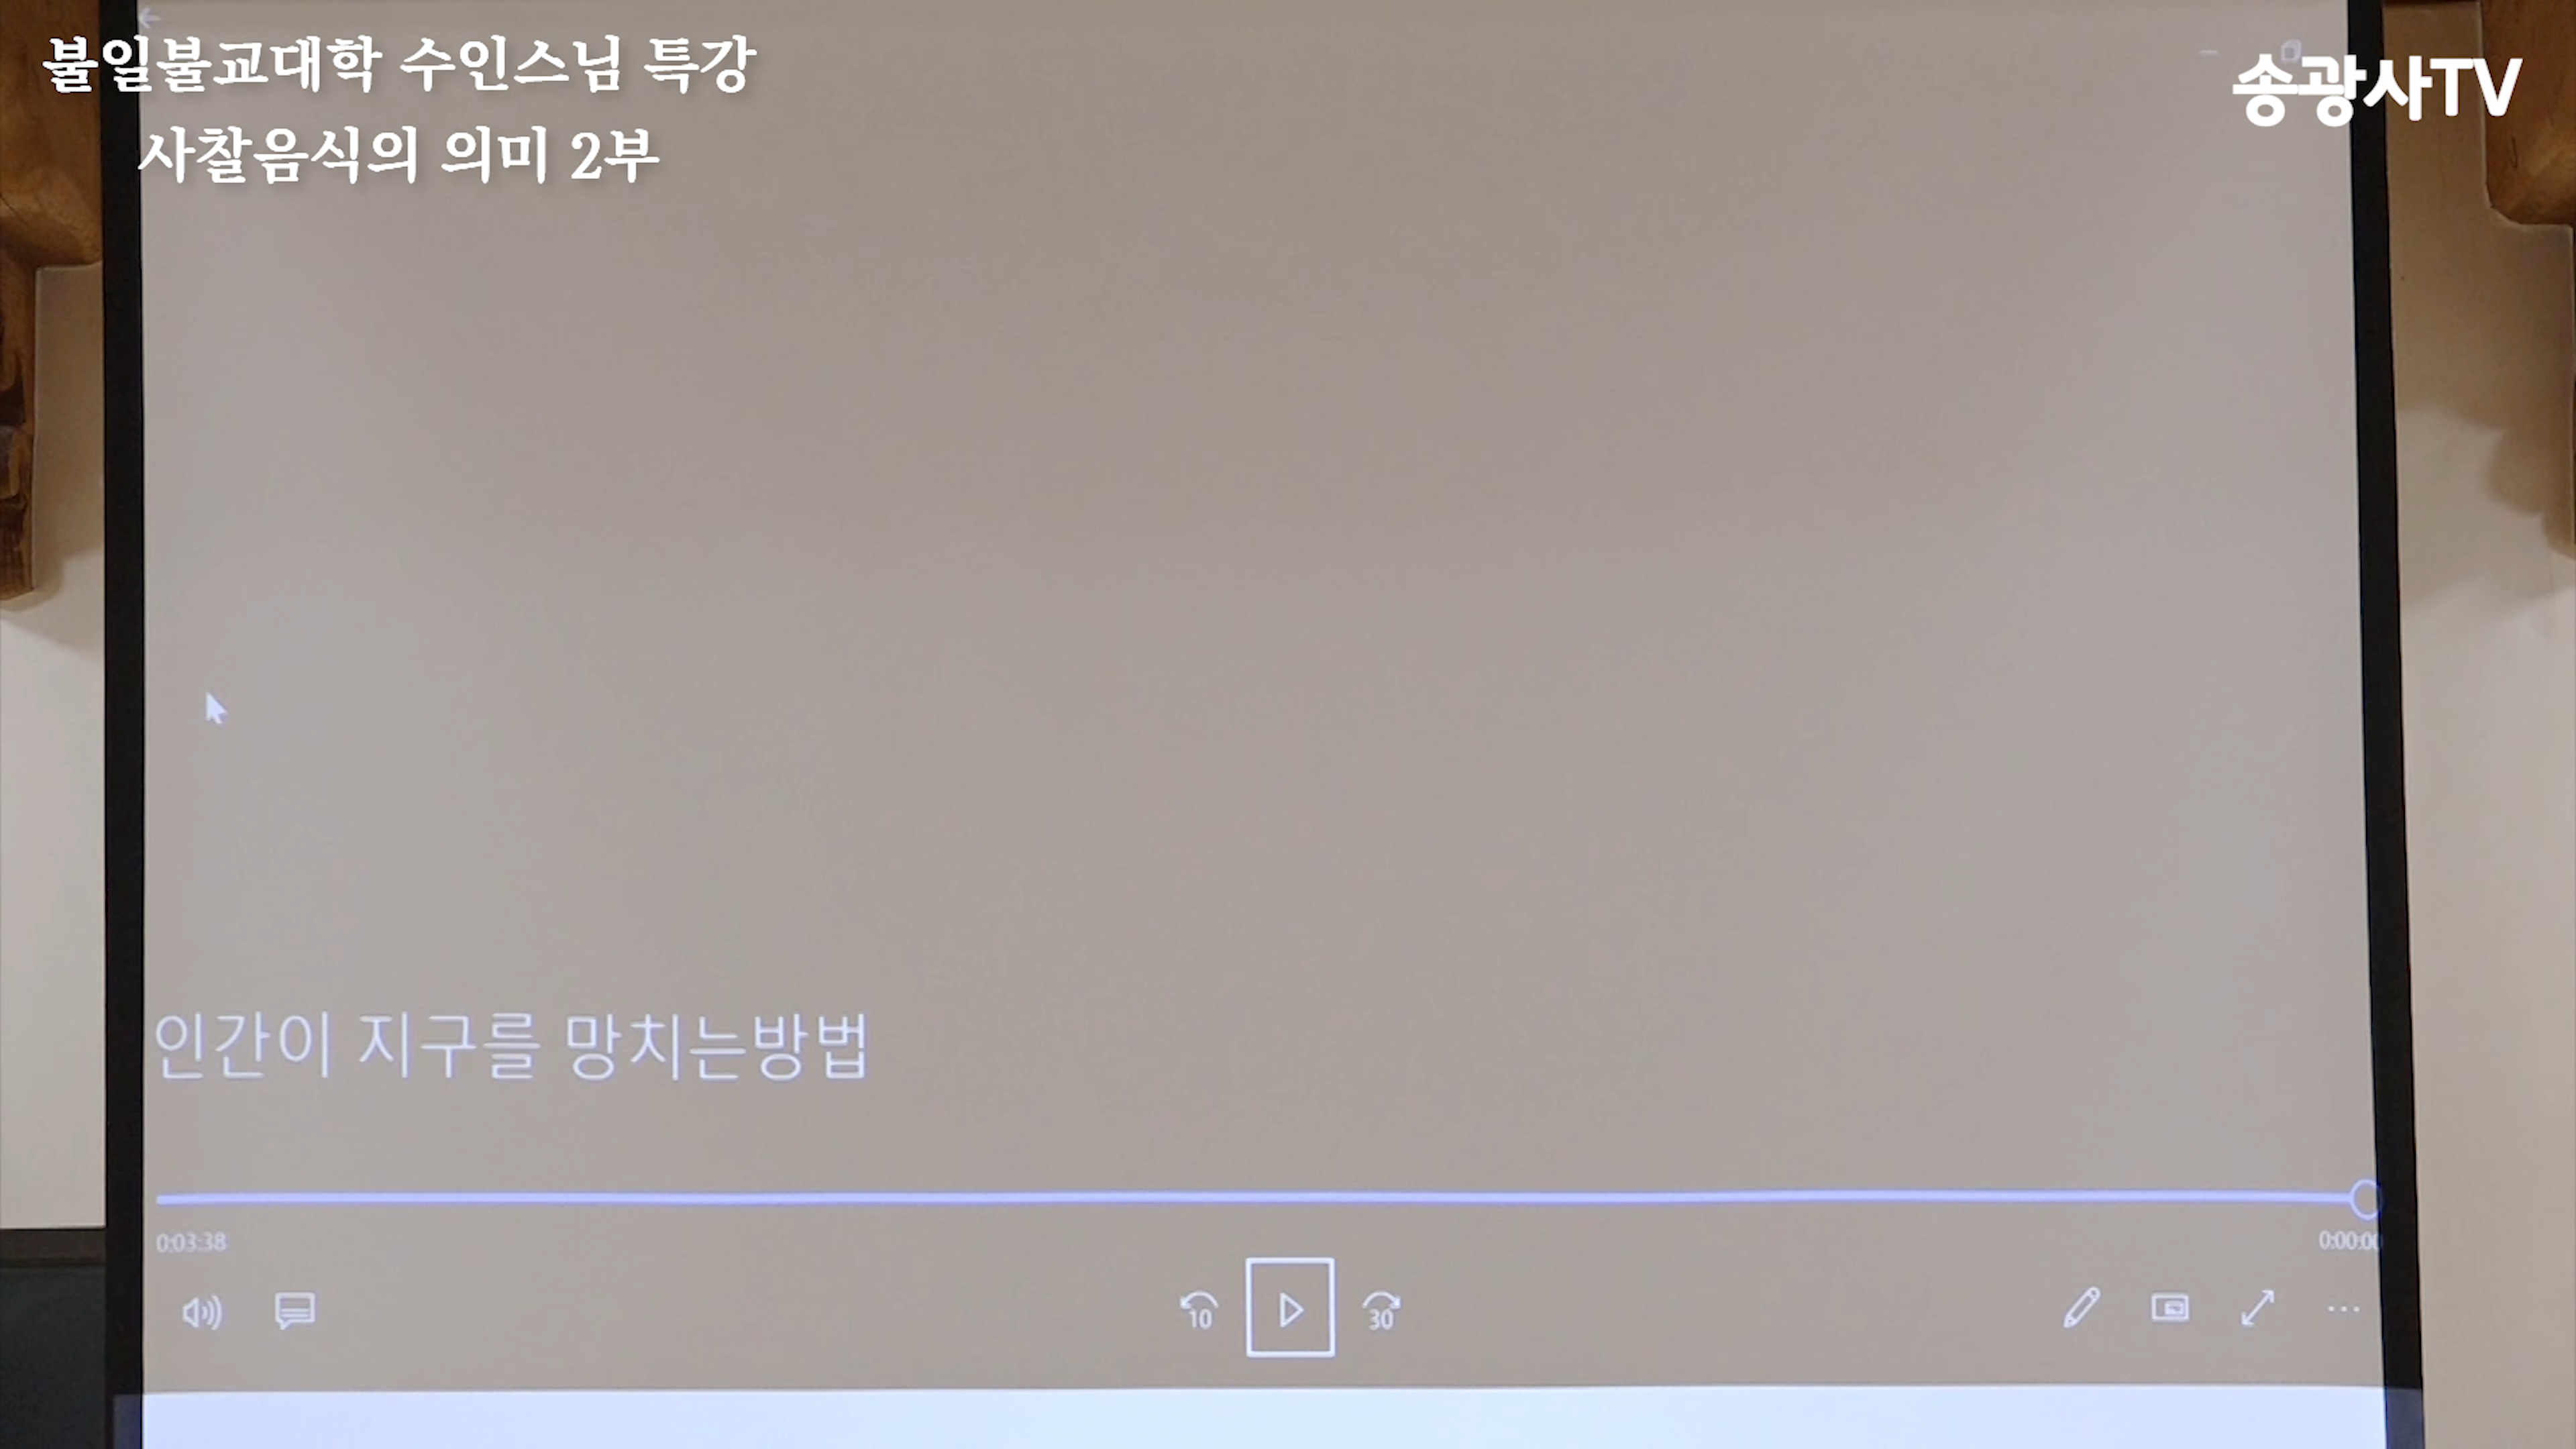 불일불교대학 수인스님 특강
사찰음식의 의미 2부
송광사TV
인간이 지구를 망치는방법
0:03:38
0:00:00
10
30